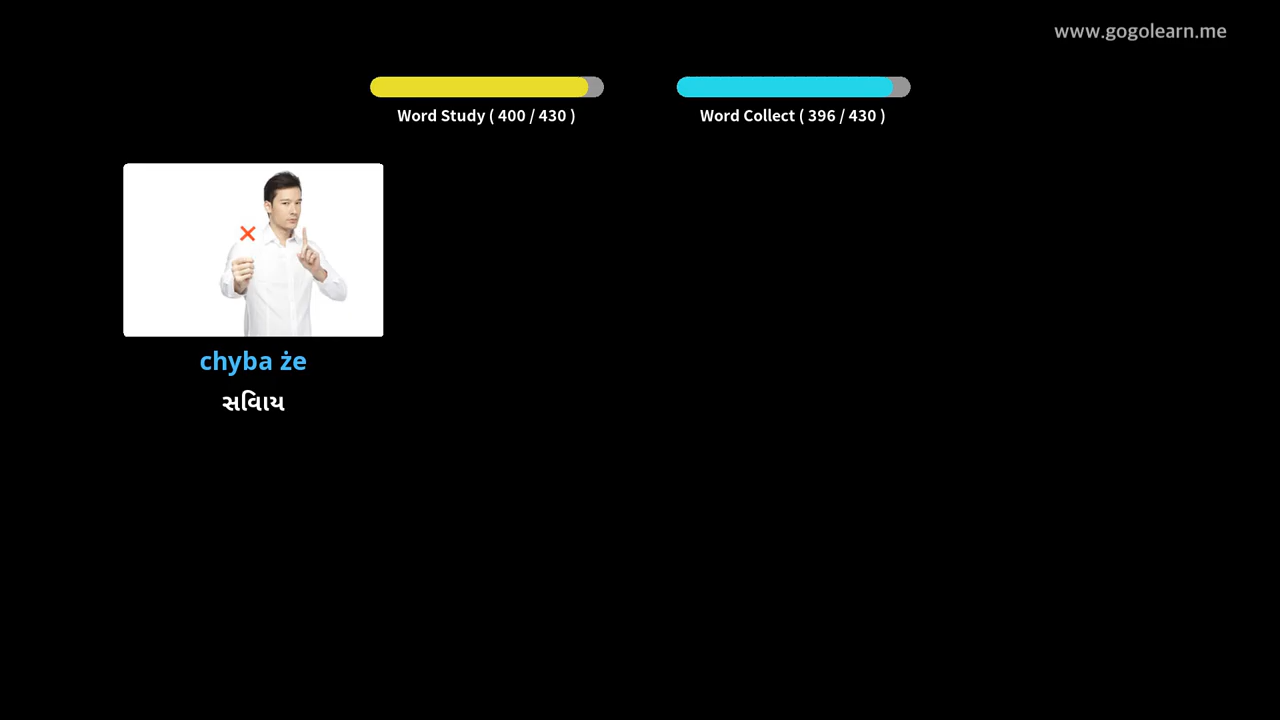 www.gogolearn.me
Word Study ( 400 / 430 )
Word Collect ( 396 / 430 )
chyba że
સિવાય